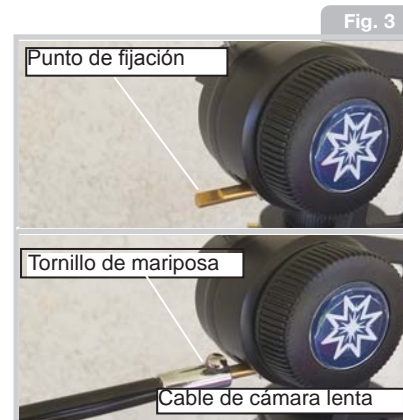 Fig. 3
Punto de fijación
Tornillo de mariposa
Cable de cámara lenta